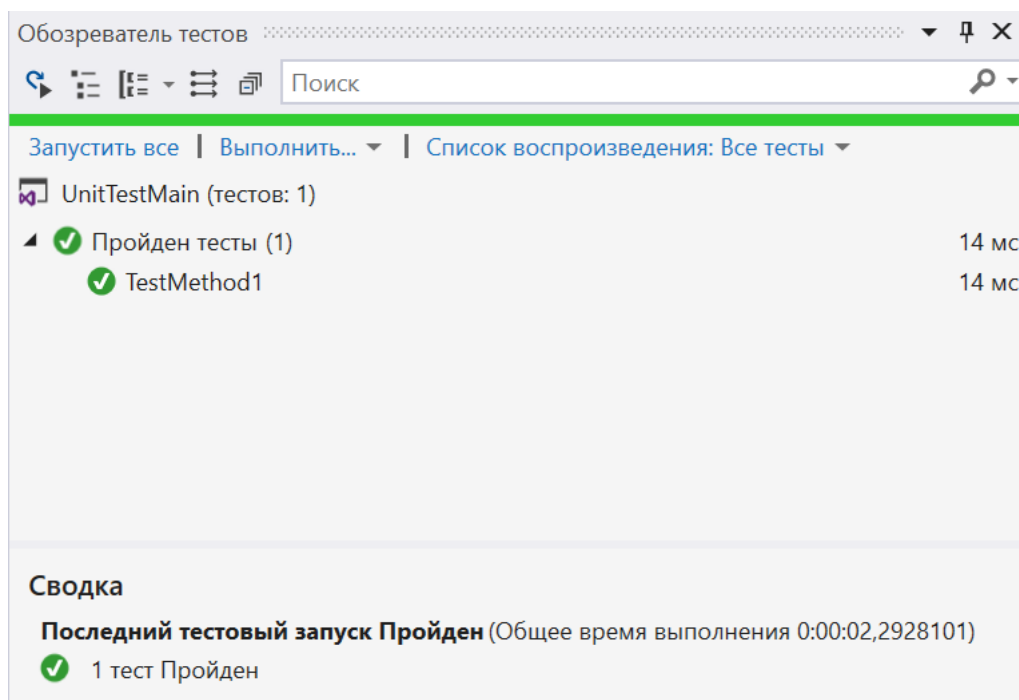 Обозреватель тестов
Поиск
Запустить все | Выполнить... | Список воспроизведения: Все тесты
UnitTestMain (тестов: 1)
Пройден тесты (1) 14 мс
TestMethod1 14 мс
Сводка
Последний тестовый запуск Пройден (Общее время выполнения 0:00:02,2928101)
1 тест Пройден